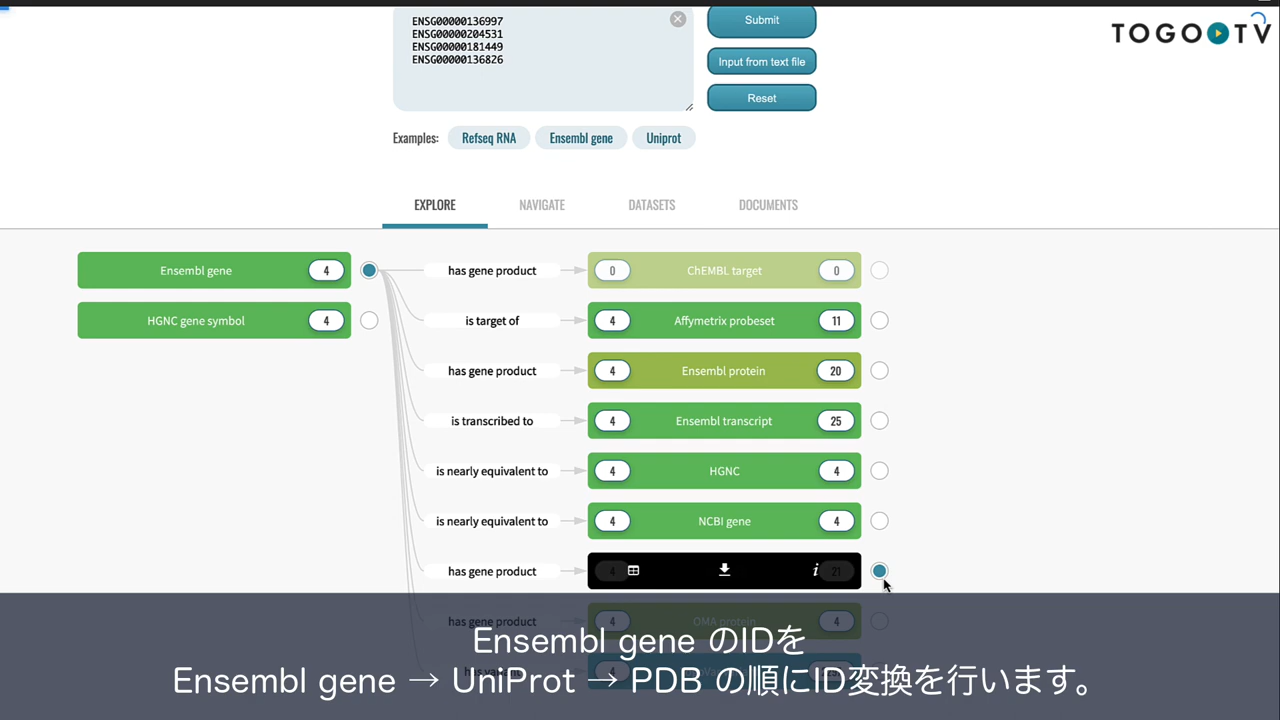 ENSG00000136997
ENSG00000204531
ENSG00000181449
ENSG00000136826
Submit
Input from text file
Reset
TOGO TV
Examples: Refseq RNA Ensembl gene Uniprot
EXPLORE NAVIGATE DATASETS DOCUMENTS
Ensembl gene 4 has gene product 0 ChEMBL target 0
HGNC gene symbol 4 is target of 4 Affymetrix probeset 11
has gene product 4 Ensembl protein 20
is transcribed to 4 Ensembl transcript 25
is nearly equivalent to 4 HGNC 4
is nearly equivalent to 4 NCBI gene 4
has gene product 4 i 21
has gene product 4 OMA protein 4
Ensembl gene のIDを
Ensembl gene → UniProt → PDB の順にID変換を行います。